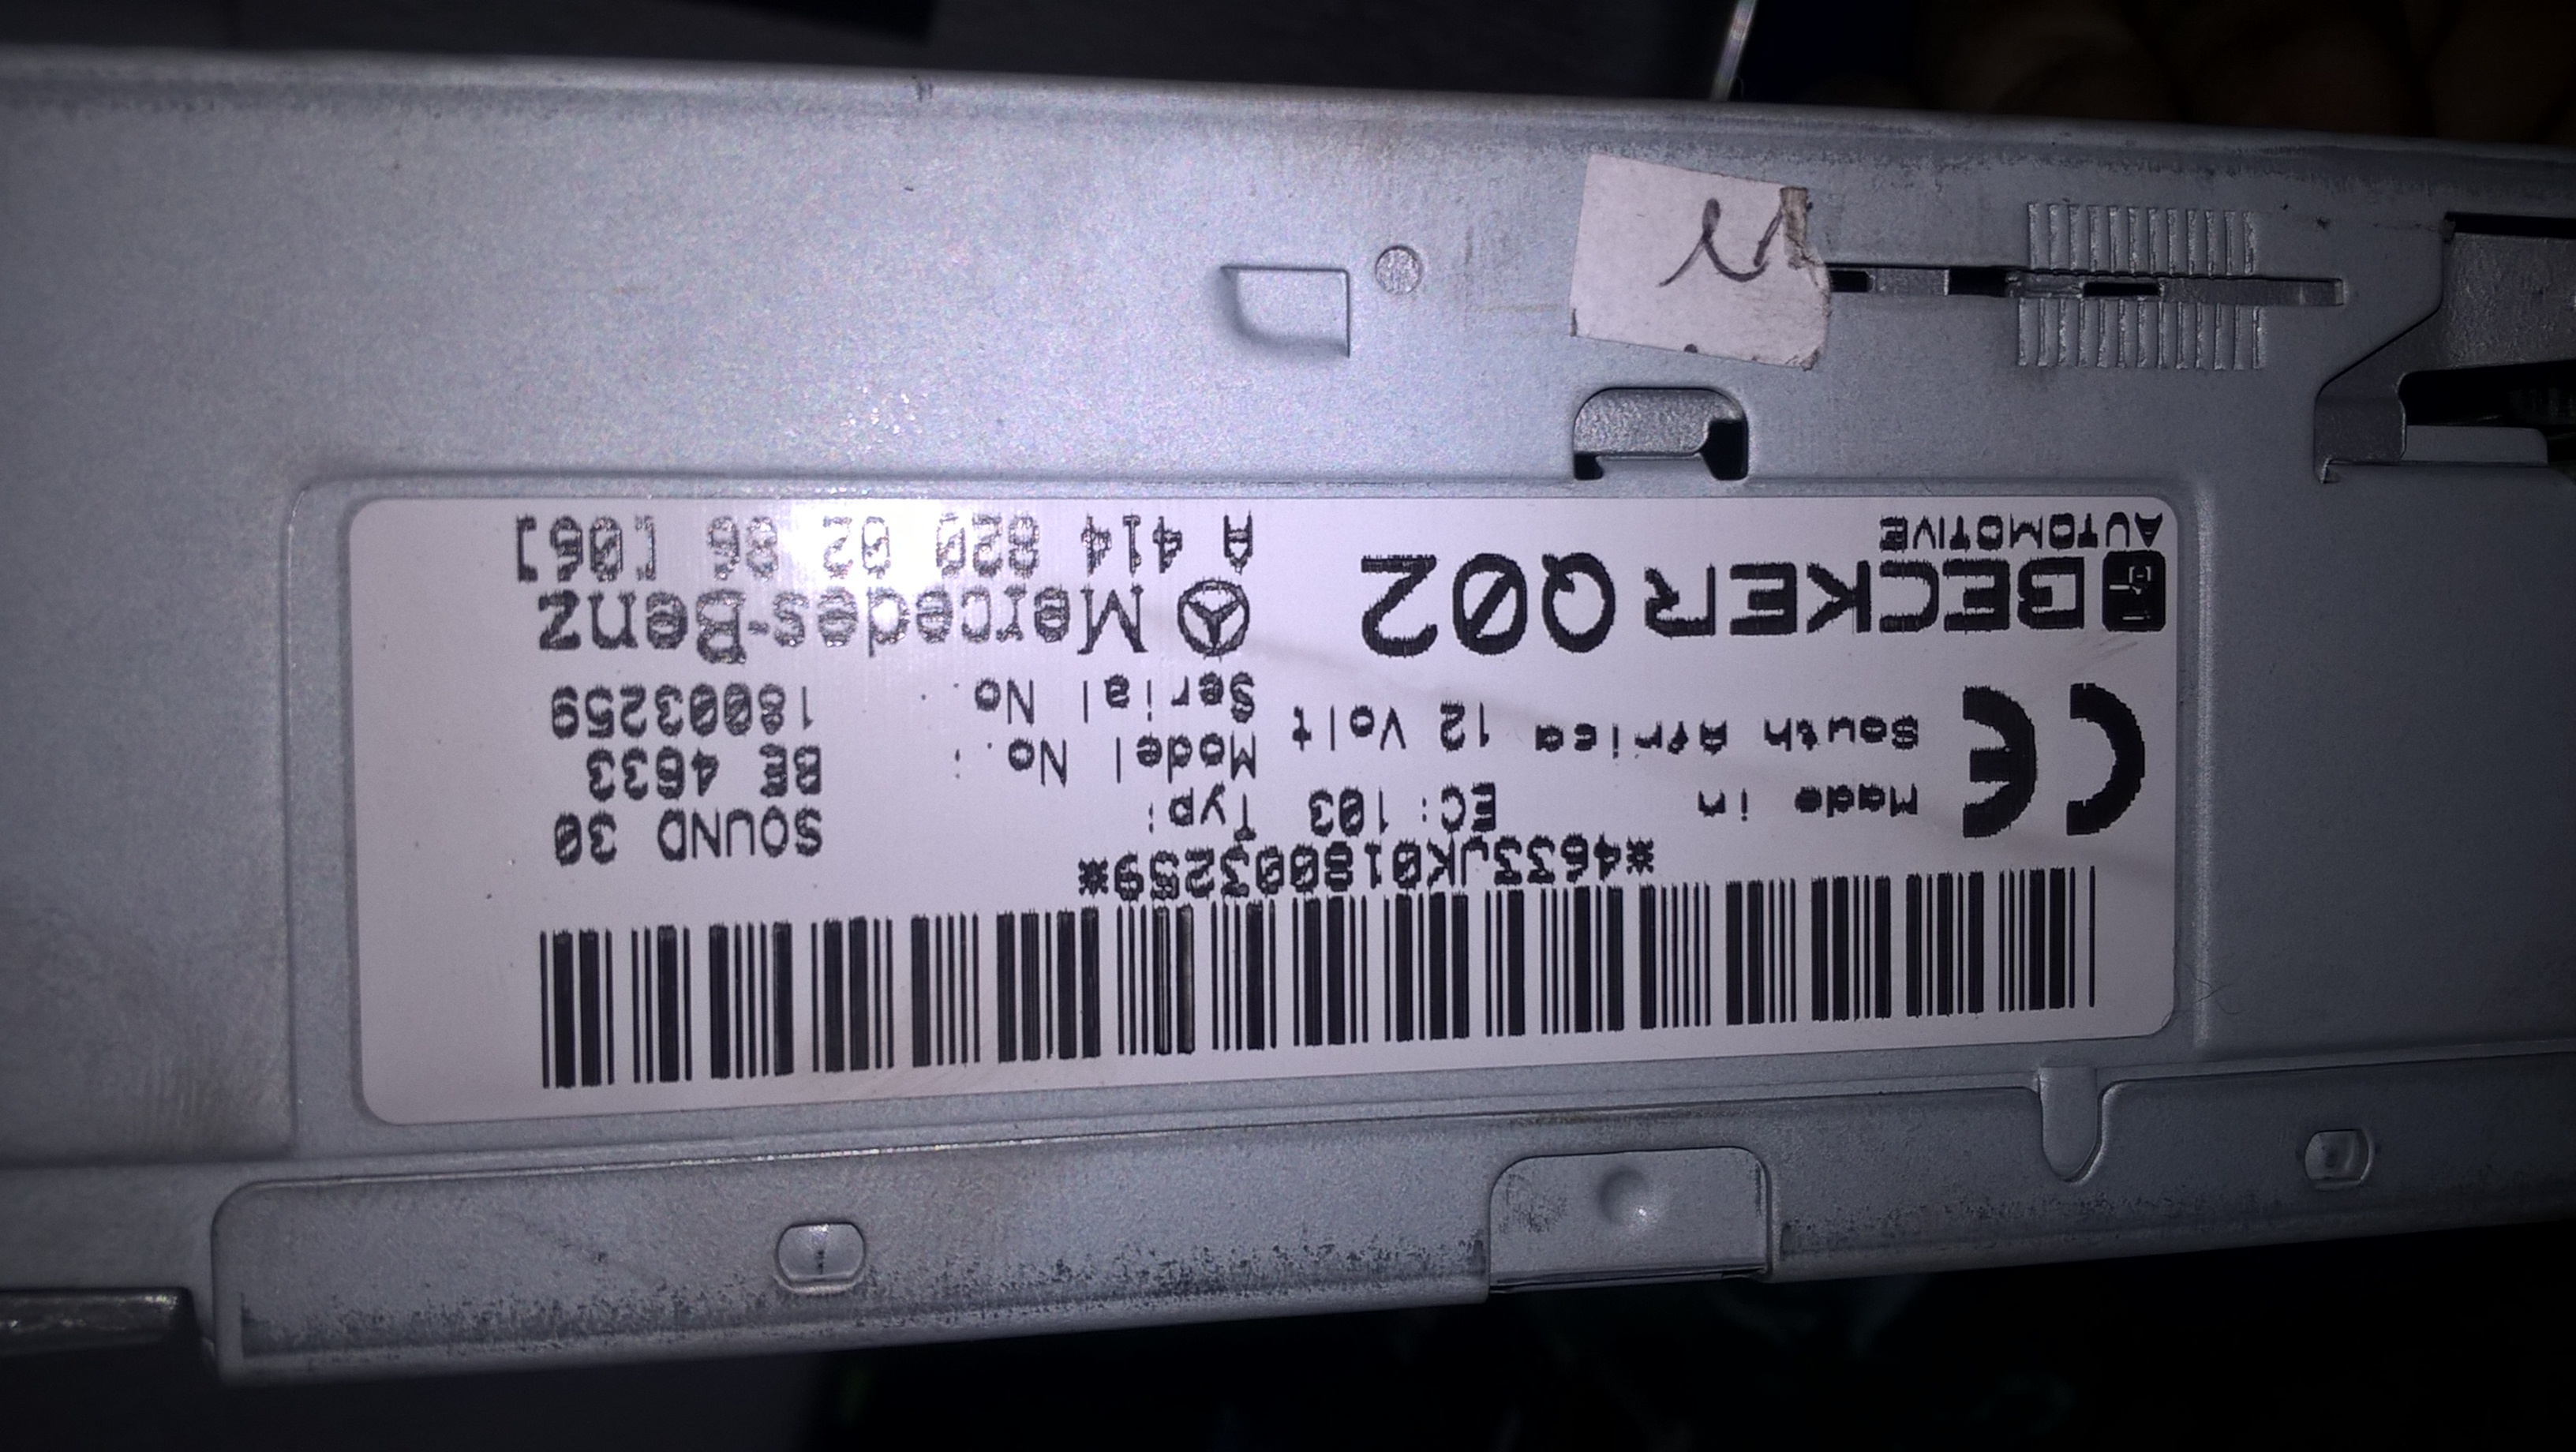 BECKER Q02
AUTOMOTIVE
Mercedes-Benz
A 414 820 02 86 [06]
CE
Made in
South Africa 12 Volt
EC: 103
Typ: SOUND 30
Model No.: BE 4633
Serial No.: 18003259
*4633JK018003259*